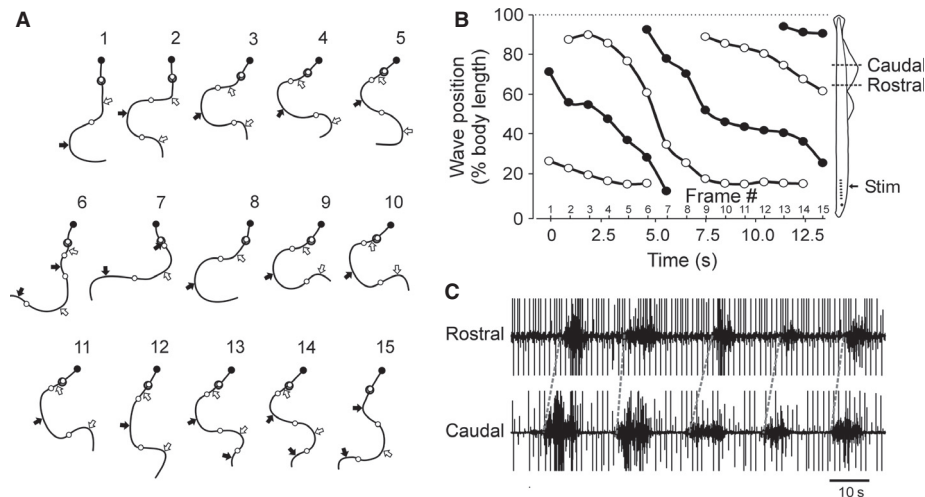 A
1 2 3 4 5
6 7 8 9 10
11 12 13 14 15
B
Wave position
(% body length)
100
80
60
40
20
0
Frame #
1 2 3 4 5 6 7 8 9 10 11 12 13 14 15
0 2.5 5.0 7.5 10.0 12.5
Time (s)
Caudal
Rostral
Stim
C
Rostral
Caudal
10 s